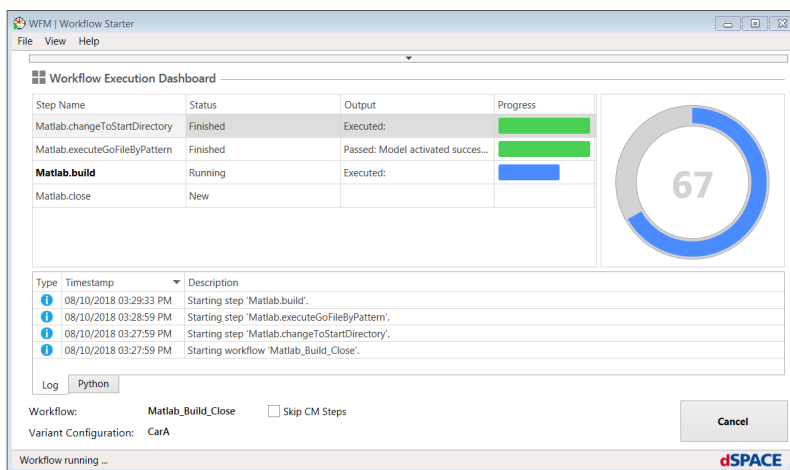 WFM | Workflow Starter
File View Help
Workflow Execution Dashboard
Step Name Status Output Progress
Matlab.changeToStartDirectory Finished Executed:
Matlab.executeGoFileByPattern Finished Passed: Model activated succes...
Matlab.build Running Executed:
Matlab.close New
67
Type Timestamp Description
08/10/2018 03:29:33 PM Starting step 'Matlab.build'.
08/10/2018 03:28:59 PM Starting step 'Matlab.executeGoFileByPattern'.
08/10/2018 03:27:59 PM Starting step 'Matlab.changeToStartDirectory'.
08/10/2018 03:27:59 PM Starting workflow 'Matlab_Build_Close'.
Log Python
Workflow: Matlab_Build_Close Skip CM Steps
Variant Configuration: CarA
Cancel
Workflow running ...
dSPACE